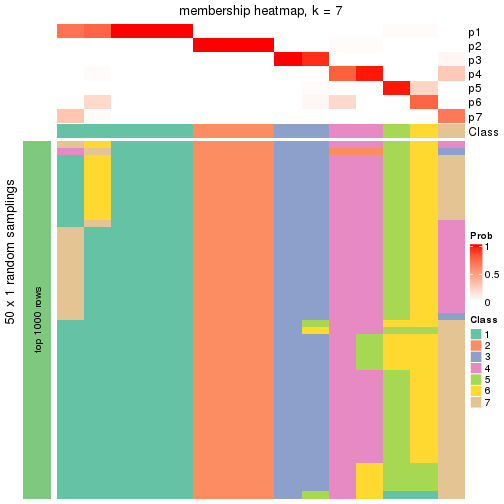 membership heatmap, k = 7
p1
p2
p3
p4
p5
p6
p7
Class
50 x 1 random samplings
top 1000 rows
Prob
1
0.5
0
Class
1
2
3
4
5
6
7